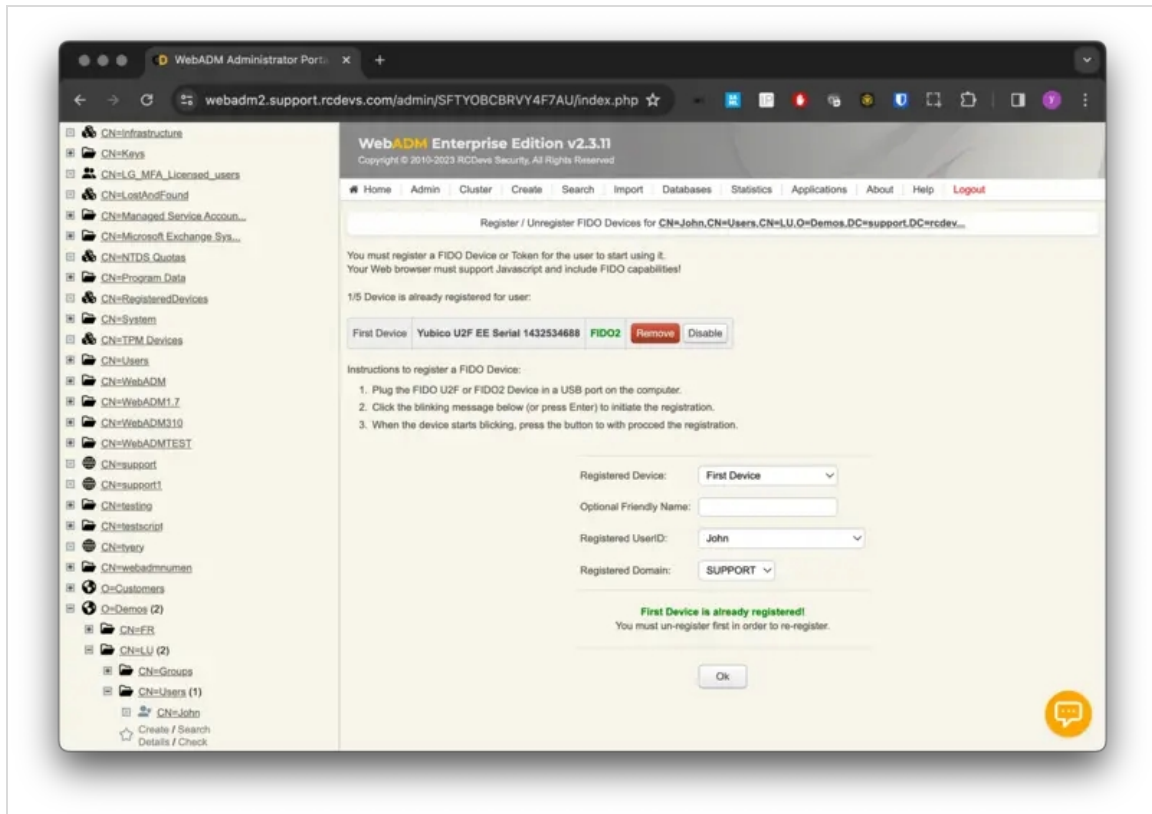 WebADM Administrator Porta
webadm2.support.rcdevs.com/admin/SFTYOBCBRVY4F7AU/index.php
CN=Infrastructure
CN=Keys
CN=LG_MFA_Licensed_users
CN=LostAndFound
CN=Managed Service Accoun...
CN=Microsoft Exchange Sys...
CN=NTDS Quotas
CN=Program Data
CN=RegisteredDevices
CN=System
CN=TPM Devices
CN=Users
CN=WebADM
CN=WebADM1.7
CN=WebADM310
CN=WebADMTEST
CN=support
CN=support1
CN=testing
CN=testscript
CN=tyery
CN=webadmnumen
O=Customers
O=Demos (2)
CN=FR
CN=LU (2)
CN=Groups
CN=Users (1)
CN=John
Create / Search
Details / Check
WebADM Enterprise Edition v2.3.11
Copyright © 2010-2023 RCDevs Security, All Rights Reserved
Home Admin Cluster Create Search Import Databases Statistics Applications About Help Logout
Register / Unregister FIDO Devices for CN=John,CN=Users,CN=LU,O=Demos,DC=support,DC=rcdev...
You must register a FIDO Device or Token for the user to start using it.
Your Web browser must support Javascript and include FIDO capabilities!
1/5 Device is already registered for user:
First Device Yubico U2F EE Serial 1432534688 FIDO2 Remove Disable
Instructions to register a FIDO Device:
1. Plug the FIDO U2F or FIDO2 Device in a USB port on the computer.
2. Click the blinking message below (or press Enter) to initiate the registration.
3. When the device starts blicking, press the button to with procced the registration.
Registered Device: First Device
Optional Friendly Name:
Registered UserID: John
Registered Domain: SUPPORT
First Device is already registered!
You must un-register first in order to re-register.
Ok